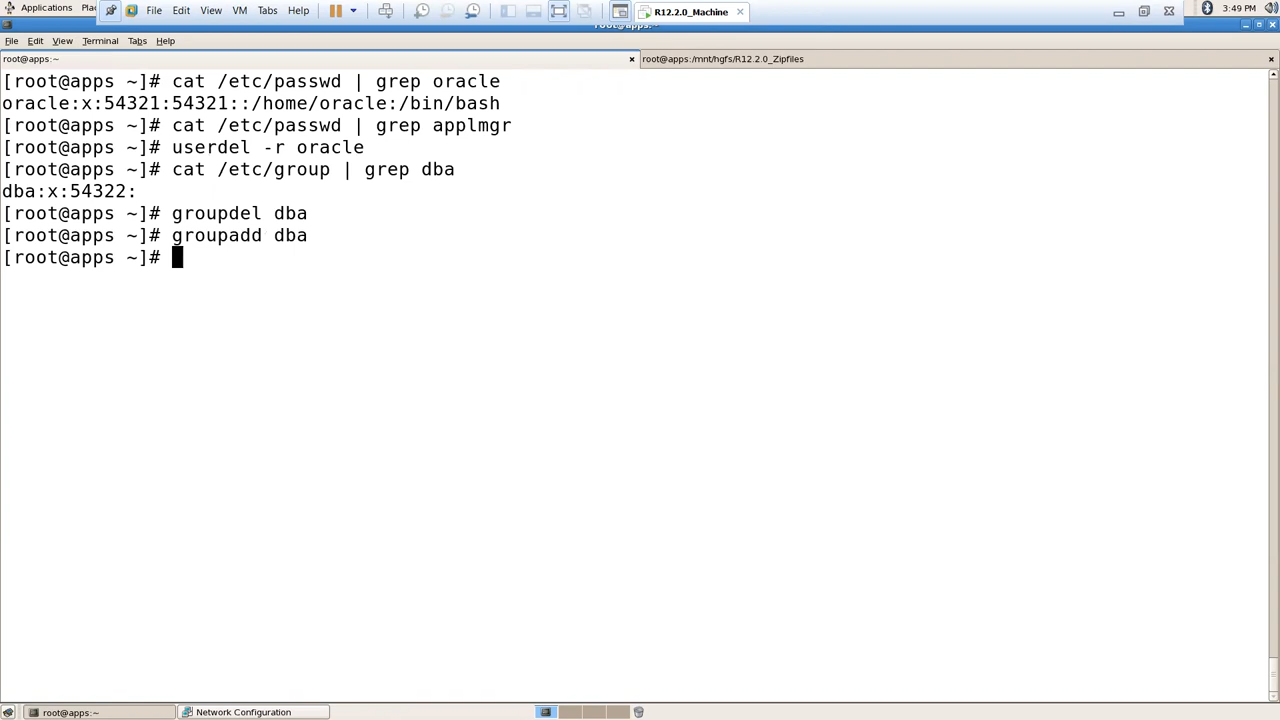 Applications
Pla
File Edit View VM Tabs Help
R12.2.0_Machine
3:49 PM
File Edit View Terminal Tabs Help
root@apps:~
root@apps:/mnt/hgfs/R12.2.0_Zipfiles
[root@apps ~]# cat /etc/passwd | grep oracle
oracle:x:54321:54321::/home/oracle:/bin/bash
[root@apps ~]# cat /etc/passwd | grep applmgr
[root@apps ~]# userdel -r oracle
[root@apps ~]# cat /etc/group | grep dba
dba:x:54322:
[root@apps ~]# groupdel dba
[root@apps ~]# groupadd dba
[root@apps ~]#
root@apps:~
Network Configuration